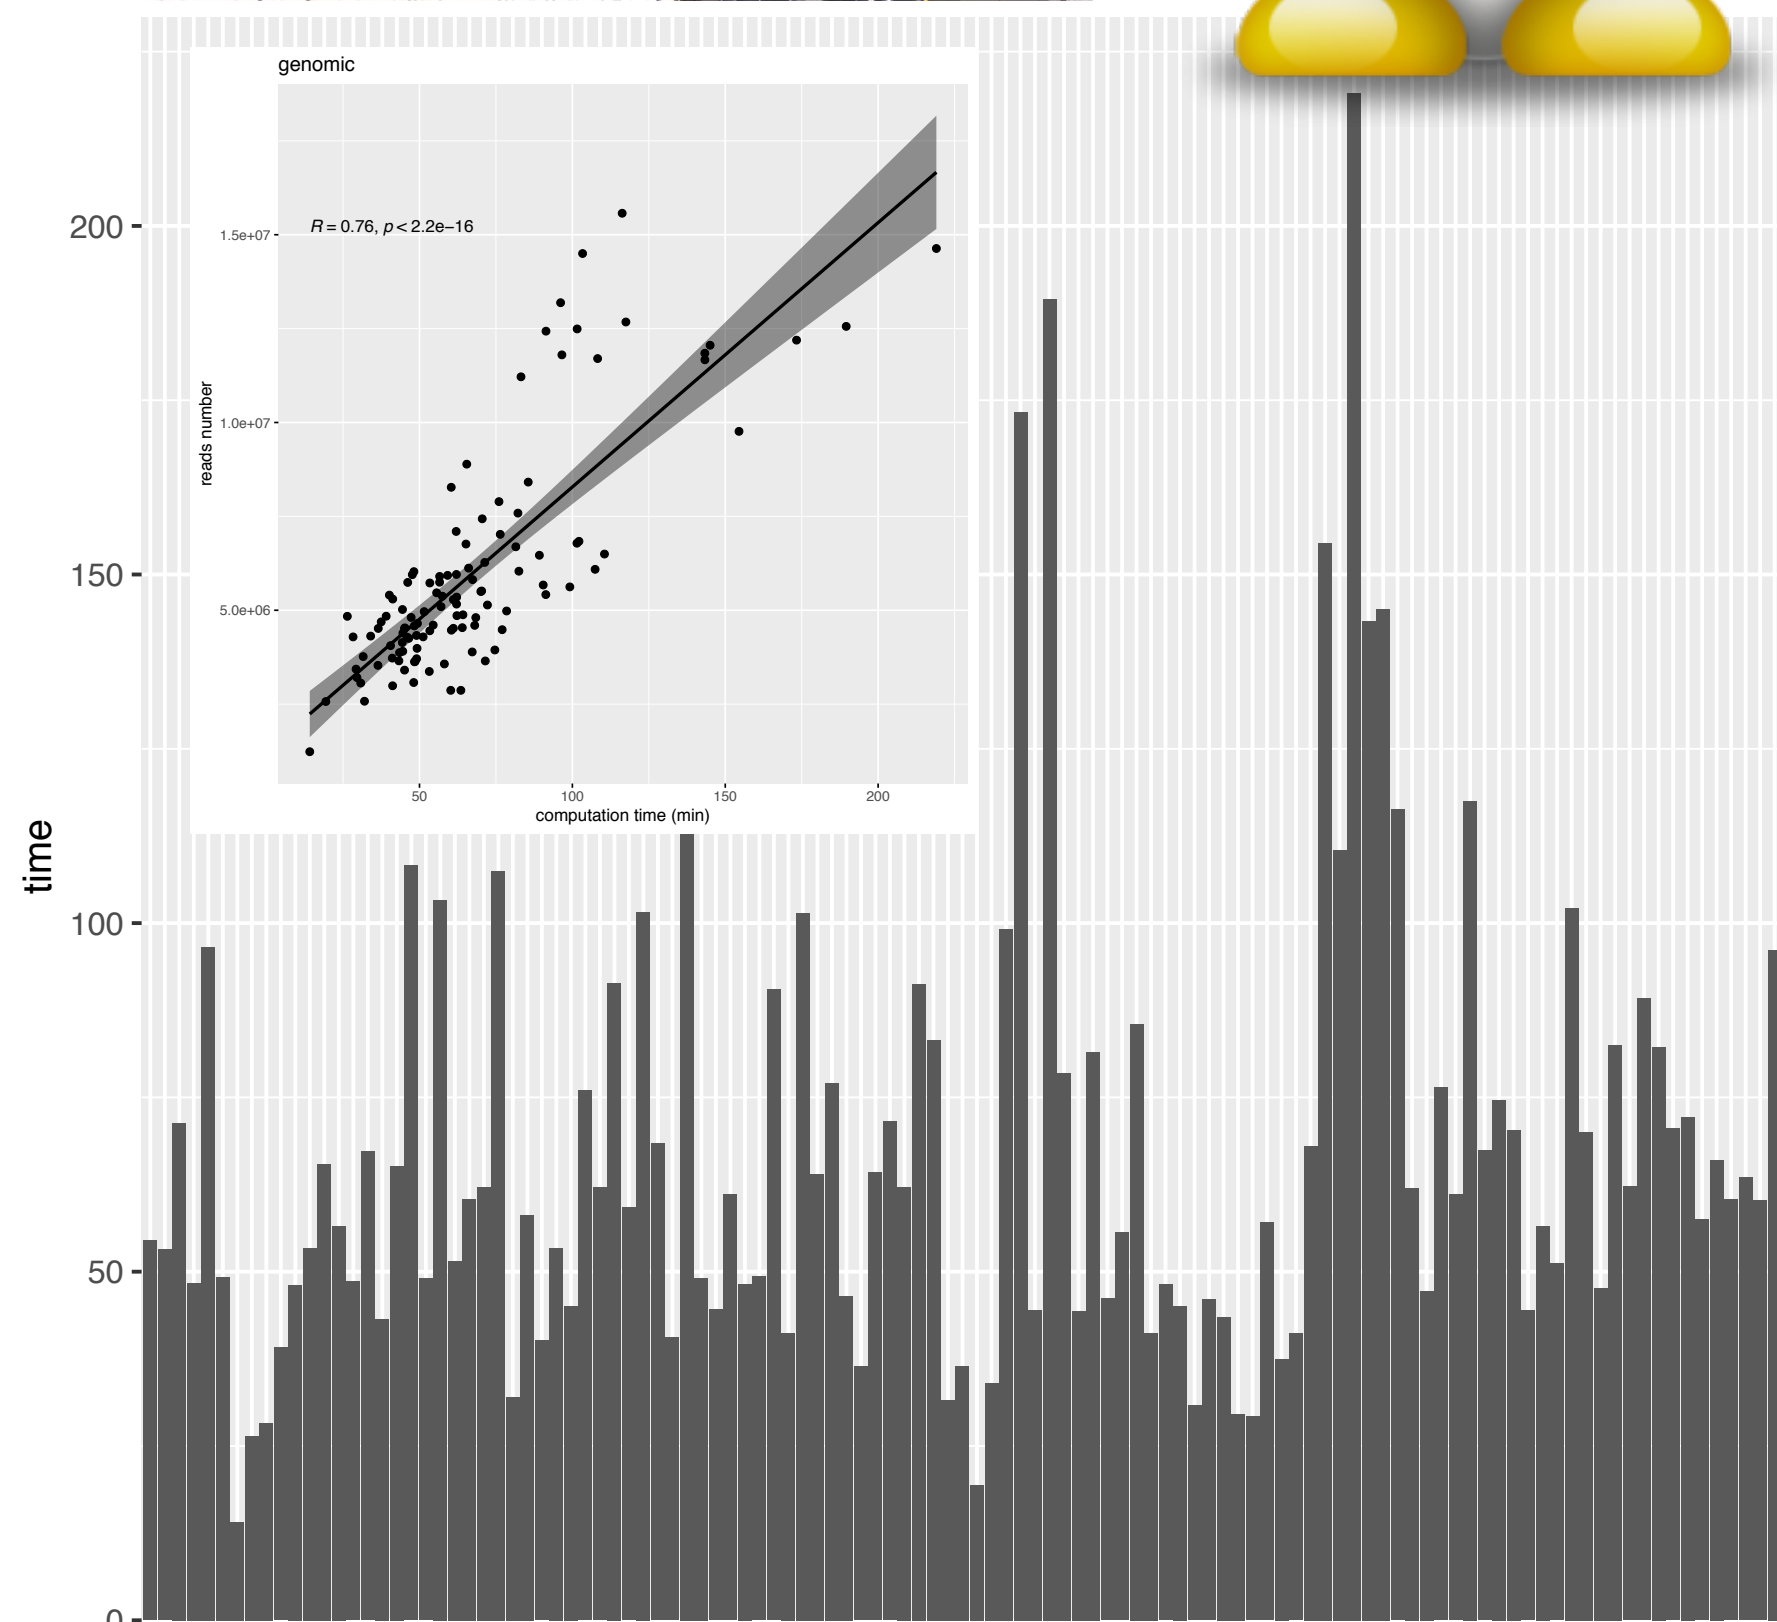 genomic
R = 0.76, p < 2.2e−16
1.5e+07
1.0e+07
5.0e+06
reads number
50 100 150 200
computation time (min)
200
150
100
50
0
time